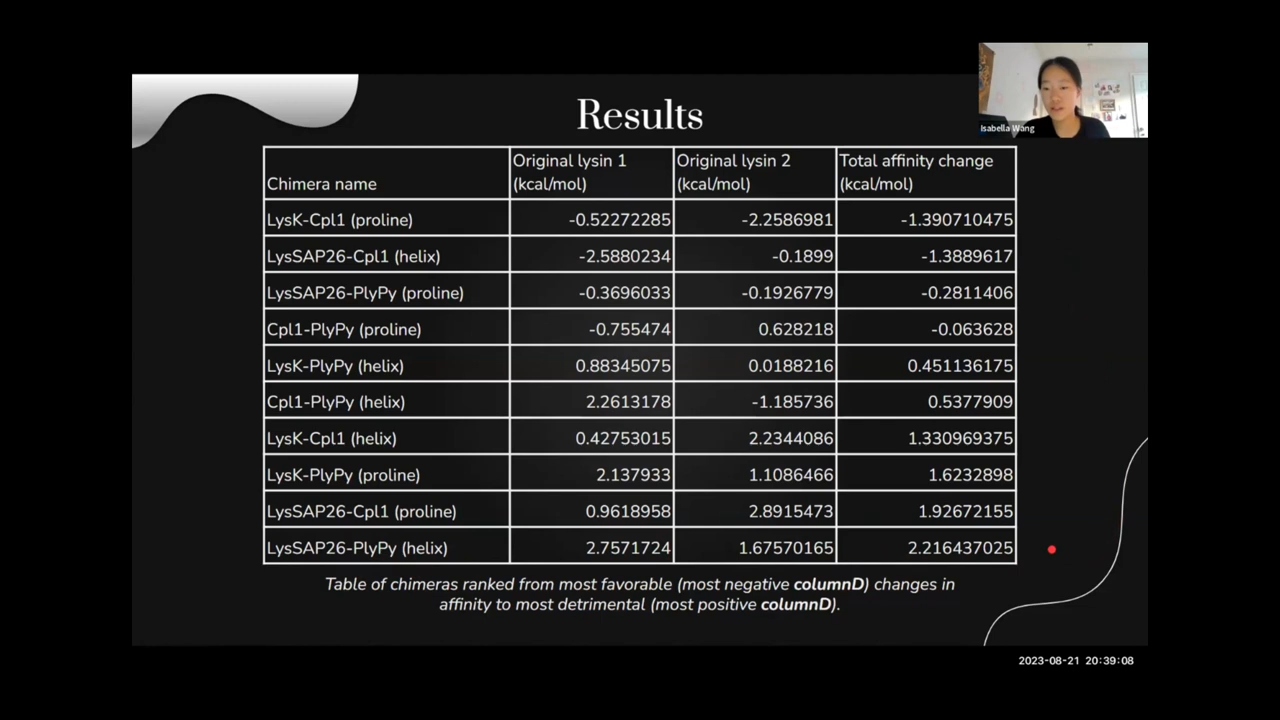 Results
Isabella Wang
Chimera name
Original lysin 1
(kcal/mol)
Original lysin 2
(kcal/mol)
Total affinity change
(kcal/mol)
LysK-Cpl1 (proline) -0.52272285 -2.2586981 -1.390710475
LysSAP26-Cpl1 (helix) -2.5880234 -0.1899 -1.3889617
LysSAP26-PlyPy (proline) -0.3696033 -0.1926779 -0.2811406
Cpl1-PlyPy (proline) -0.755474 0.628218 -0.063628
LysK-PlyPy (helix) 0.88345075 0.0188216 0.451136175
Cpl1-PlyPy (helix) 2.2613178 -1.185736 0.5377909
LysK-Cpl1 (helix) 0.42753015 2.2344086 1.330969375
LysK-PlyPy (proline) 2.137933 1.1086466 1.6232898
LysSAP26-Cpl1 (proline) 0.9618958 2.8915473 1.92672155
LysSAP26-PlyPy (helix) 2.7571724 1.67570165 2.216437025
Table of chimeras ranked from most favorable (most negative columnD) changes in
affinity to most detrimental (most positive columnD).
2023-08-21 20:39:08